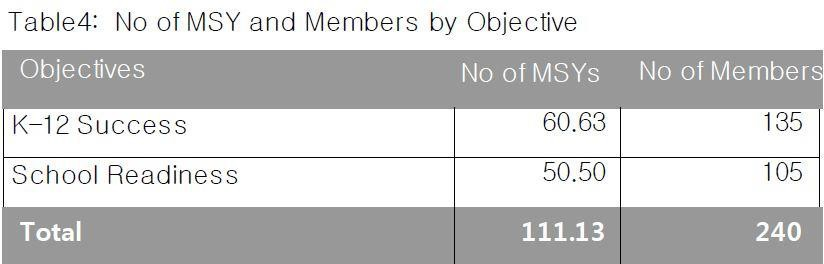 Table4: No of MSY and Members by Objective
Objectives No of MSYs No of Members
K-12 Success 60.63 135
School Readiness 50.50 105
Total 111.13 240